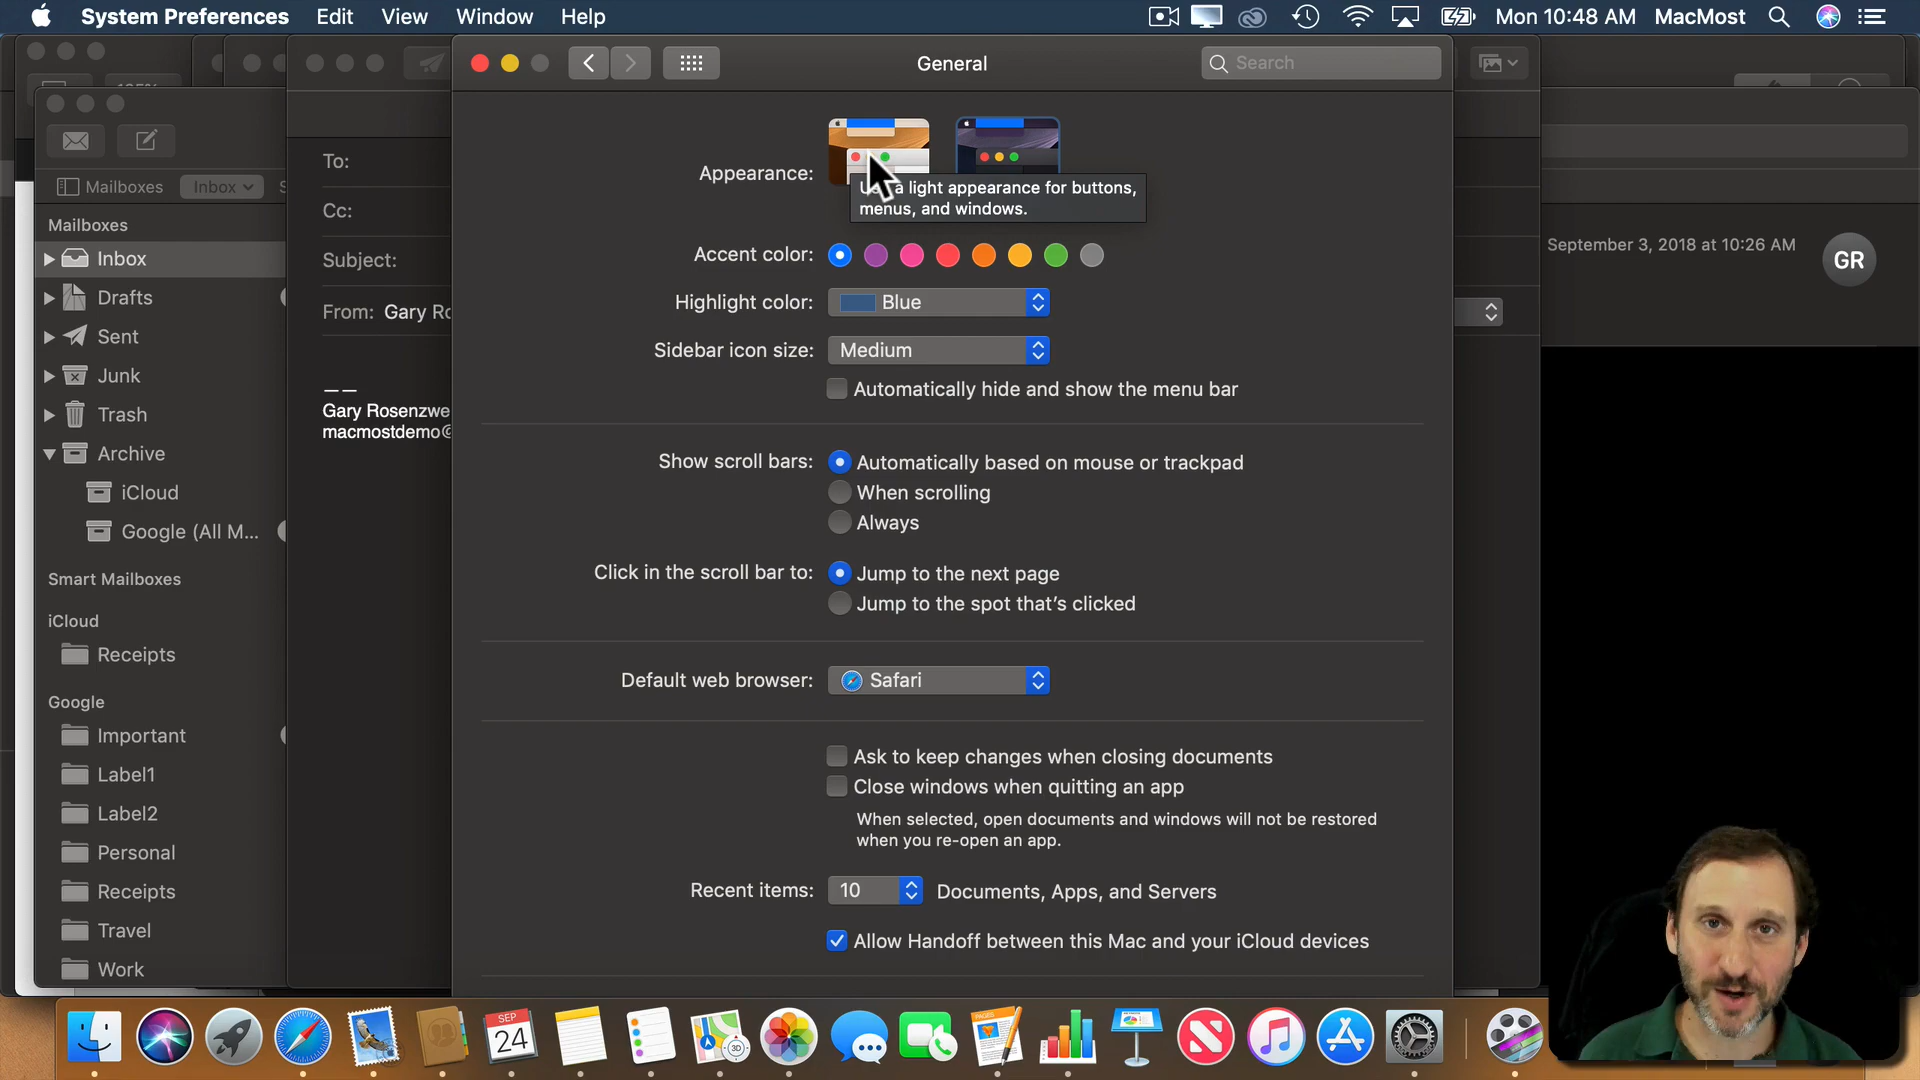 System Preferences Edit View Window Help
Mon 10:48 AM MacMost
General
Search
Appearance:
a light appearance for buttons,
menus, and windows.
Accent color:
Highlight color: Blue
Sidebar icon size: Medium
Automatically hide and show the menu bar
Show scroll bars: Automatically based on mouse or trackpad
When scrolling
Always
Click in the scroll bar to: Jump to the next page
Jump to the spot that's clicked
Default web browser: Safari
Ask to keep changes when closing documents
Close windows when quitting an app
When selected, open documents and windows will not be restored
when you re-open an app.
Recent items: 10 Documents, Apps, and Servers
Allow Handoff between this Mac and your iCloud devices
Mailboxes Inbox
Mailboxes
Inbox
Drafts
Sent
Junk
Trash
Archive
iCloud
Google (All M...
Smart Mailboxes
iCloud
Receipts
Google
Important
Label1
Label2
Personal
Receipts
Travel
Work
To:
Cc:
Subject:
From: Gary
Gary Rosenzwe
macmostdemo@
September 3, 2018 at 10:26 AM
GR
SEP
24
3D
PAGES